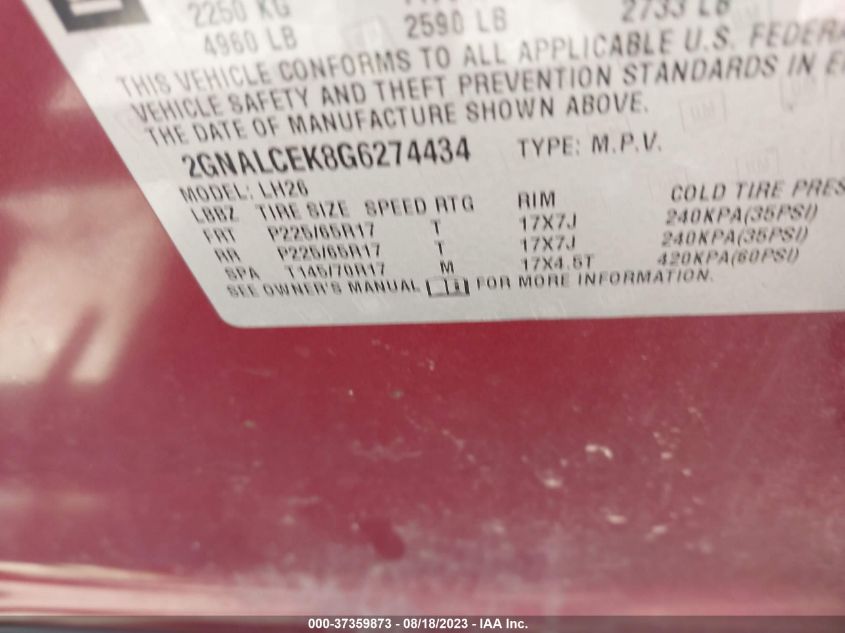 2250 KG
4960 LB 2590 LB 2733 LB
THIS VEHICLE CONFORMS TO ALL APPLICABLE U.S. FEDERA
VEHICLE SAFETY AND THEFT PREVENTION STANDARDS IN E
THE DATE OF MANUFACTURE SHOWN ABOVE.
2GNALCEK8G6274434 TYPE: M.P.V.
MODEL: LH26
LBBZ TIRE SIZE SPEED RTG RIM COLD TIRE PRES
FRT P225/65R17 T 17X7J 240KPA(35PSI)
RR P225/65R17 T 17X7J 240KPA(35PSI)
SPA T145/70R17 M 17X4.5T 420KPA(60PSI)
SEE OWNER'S MANUAL FOR MORE INFORMATION.
000-37359873 - 08/18/2023 - IAA Inc.